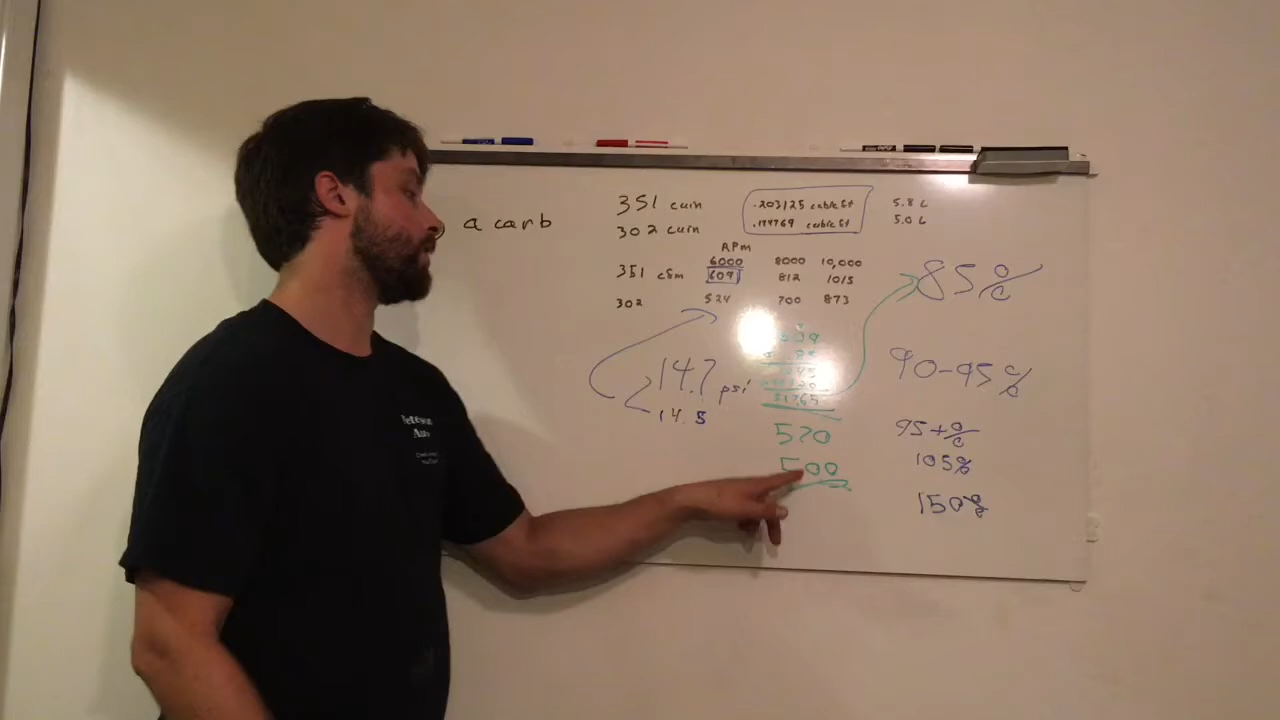 a carb
351 cuin
302 cuin
.203125 cubic ft
.174769 cubic ft
5.8 L
5.0 L
RPM
6000 8000 10,000
351 cfm 609 812 1015
302 524 700 873
85%
14.7 psi
14.5
90-95%
570
500
95+%
105%
150%